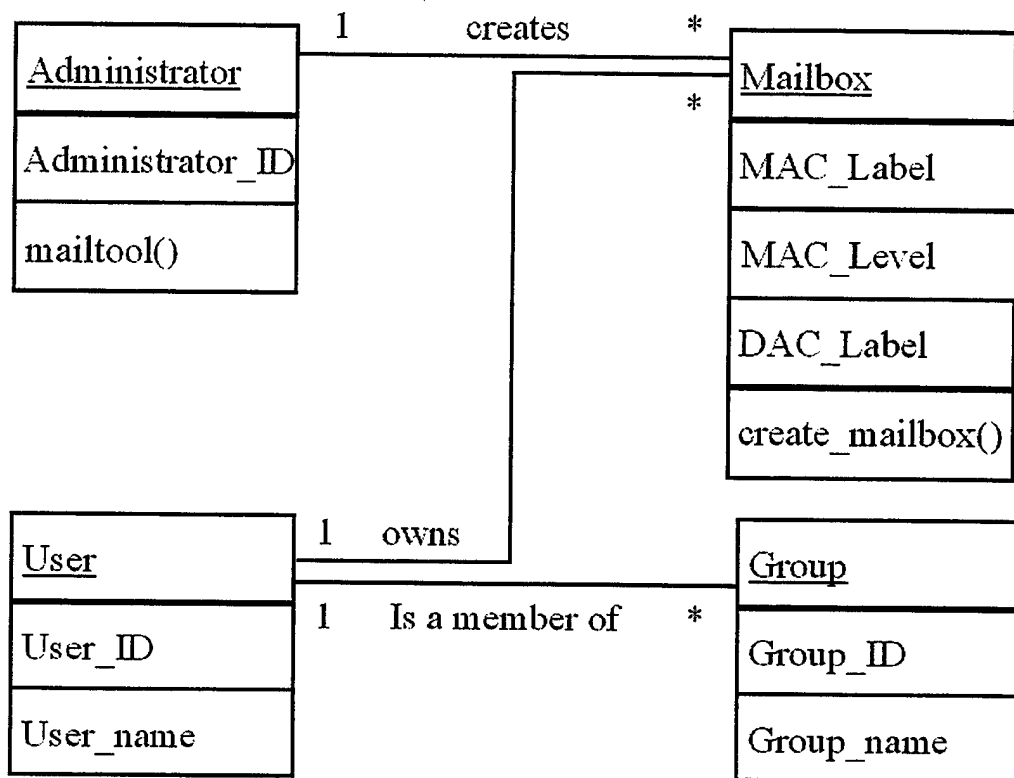 1 creates *
Administrator
Administrator_ID
mailtool()
Mailbox
*
MAC_Label
MAC_Level
DAC_Label
create_mailbox()
User
User_ID
User_name
1 owns
1 Is a member of *
Group
Group_ID
Group_name